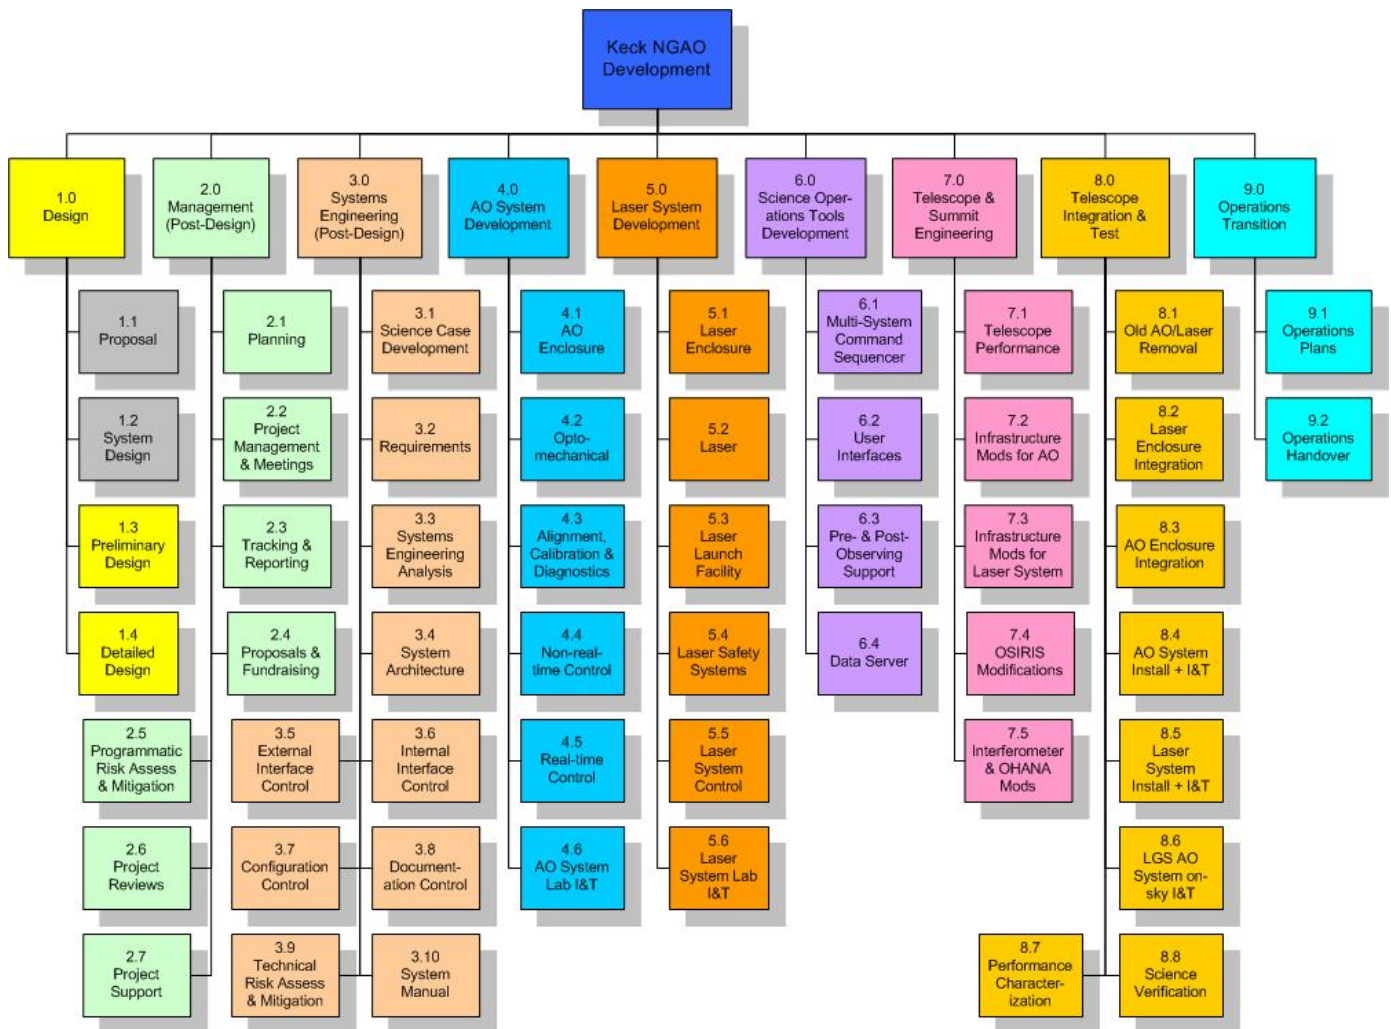 Keck NGAO
Development
1.0
Design
2.0
Management
(Post-Design)
3.0
Systems
Engineering
(Post-Design)
4.0
AO System
Development
5.0
Laser System
Development
6.0
Science Oper-
ations Tools
Development
7.0
Telescope &
Summit
Engineering
8.0
Telescope
Integration &
Test
9.0
Operations
Transition
1.1
Proposal
2.1
Planning
3.1
Science Case
Development
4.1
AO
Enclosure
5.1
Laser
Enclosure
6.1
Multi-System
Command
Sequencer
7.1
Telescope
Performance
8.1
Old AO/Laser
Removal
9.1
Operations
Plans
1.2
System
Design
2.2
Project
Management
& Meetings
3.2
Requirements
4.2
Opto-
mechanical
5.2
Laser
6.2
User
Interfaces
7.2
Infrastructure
Mods for AO
8.2
Laser
Enclosure
Integration
9.2
Operations
Handover
1.3
Preliminary
Design
2.3
Tracking &
Reporting
3.3
Systems
Engineering
Analysis
4.3
Alignment,
Calibration &
Diagnostics
5.3
Laser
Launch
Facility
6.3
Pre- & Post-
Observing
Support
7.3
Infrastructure
Mods for
Laser System
8.3
AO Enclosure
Integration
1.4
Detailed
Design
2.4
Proposals &
Fundraising
3.4
System
Architecture
4.4
Non-real-
time Control
5.4
Laser Safety
Systems
6.4
Data Server
7.4
OSIRIS
Modifications
8.4
AO System
Install + I&T
2.5
Programmatic
Risk Assess
& Mitigation
3.5
External
Interface
Control
3.6
Internal
Interface
Control
4.5
Real-time
Control
5.5
Laser
System
Control
7.5
Interferometer
& OHANA
Mods
8.5
Laser
System
Install + I&T
2.6
Project
Reviews
3.7
Configuration
Control
3.8
Document-
ation Control
4.6
AO System
Lab I&T
5.6
Laser
System Lab
I&T
8.6
LGS AO
System on-
sky I&T
2.7
Project
Support
3.9
Technical
Risk Assess
& Mitigation
3.10
System
Manual
8.7
Performance
Character-
ization
8.8
Science
Verification